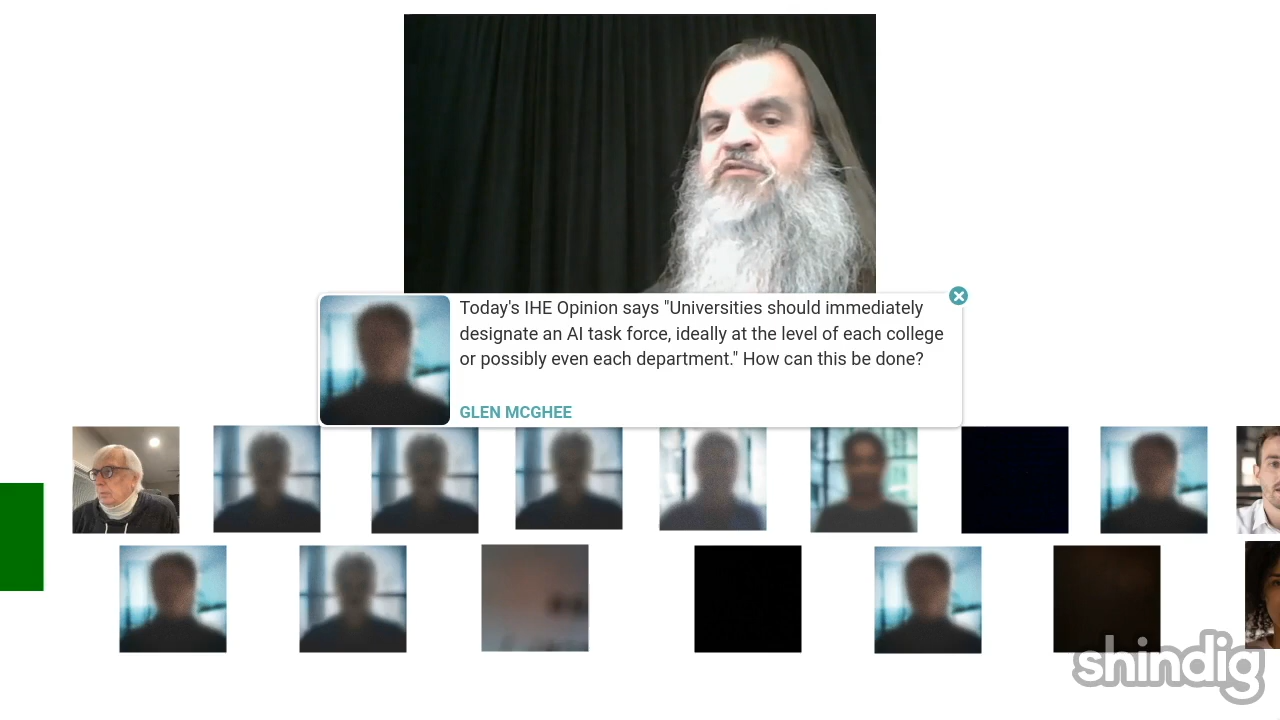 Today's IHE Opinion says "Universities should immediately
designate an AI task force, ideally at the level of each college
or possibly even each department." How can this be done?
GLEN MCGHEE
shindig